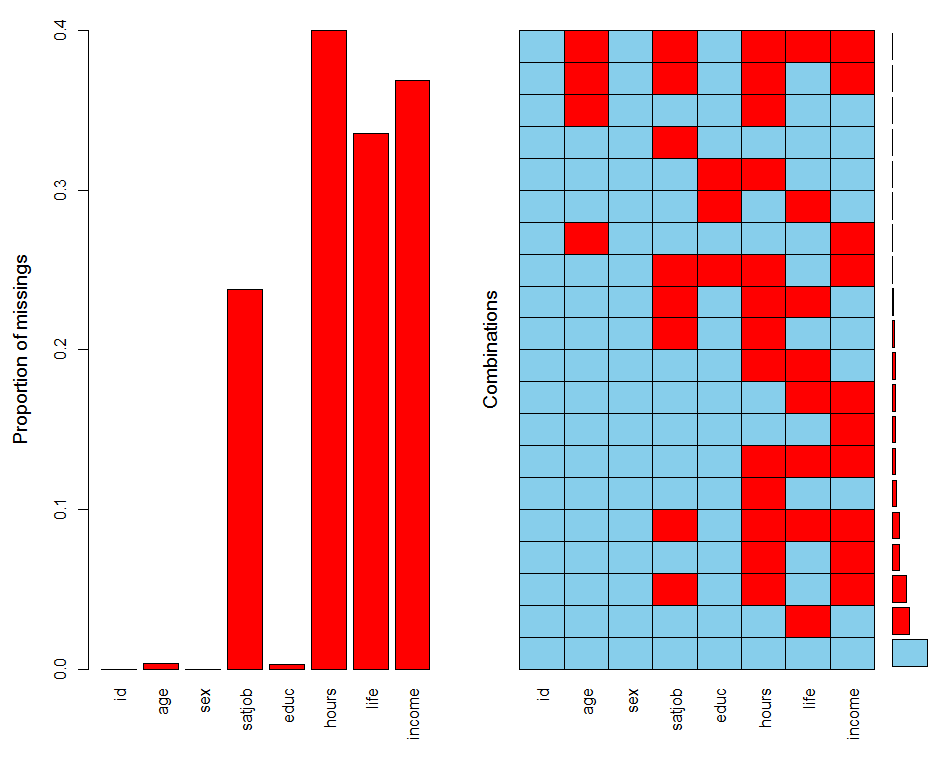 Proportion of missings
0.4
0.3
0.2
0.1
0.0
id
age
sex
satjob
educ
hours
life
income
Combinations
id
age
sex
satjob
educ
hours
life
income